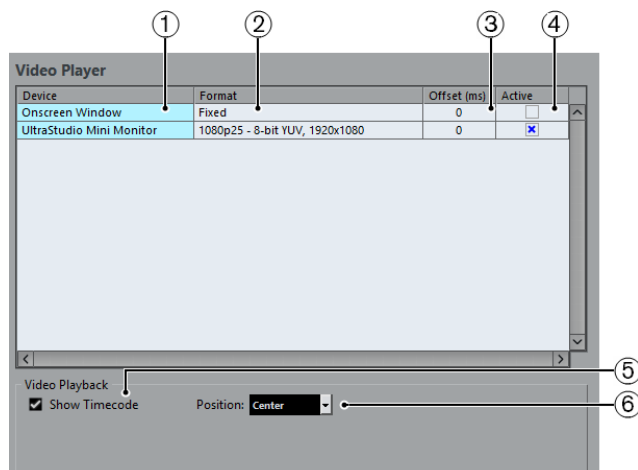 ① ② ③ ④
Video Player
Device Format Offset (ms) Active
Onscreen Window Fixed 0
UltraStudio Mini Monitor 1080p25 - 8-bit YUV, 1920x1080 0
⑤
Video Playback
Show Timecode Position: Center ⑥